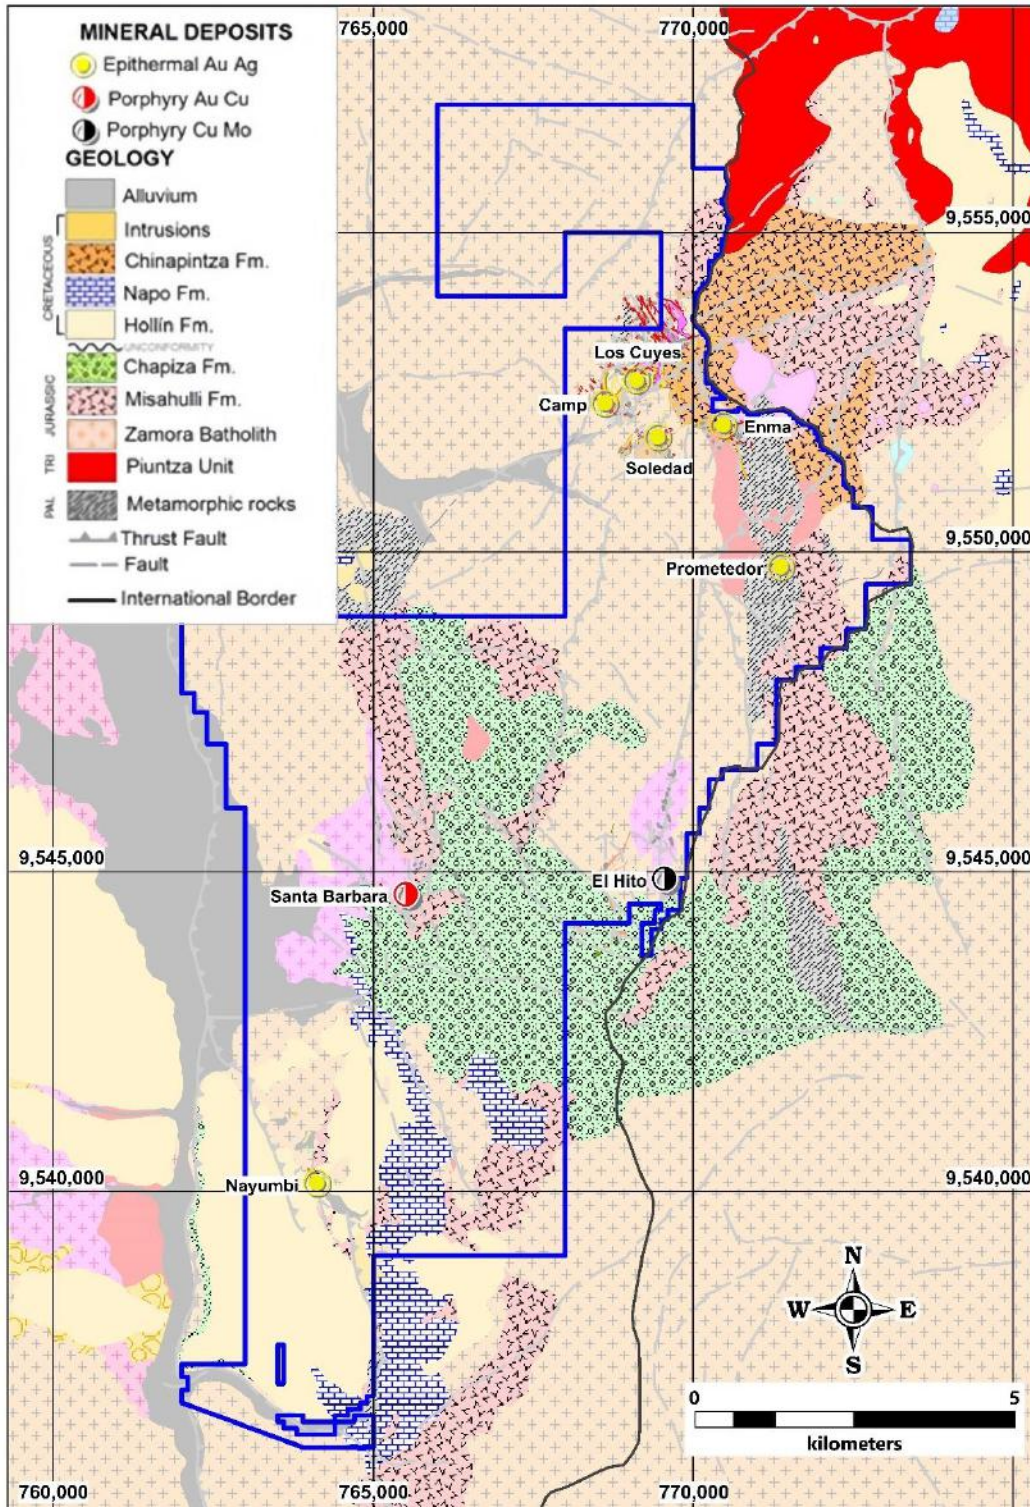 MINERAL DEPOSITS
Epithermal Au Ag
Porphyry Au Cu
Porphyry Cu Mo
GEOLOGY
Alluvium
CRETACEOUS
Intrusions
Chinapintza Fm.
Napo Fm.
Hollín Fm.
UNCONFORMITY
JURASSIC
Chapiza Fm.
Misahulli Fm.
Zamora Batholith
TRI
Piuntza Unit
PAL
Metamorphic rocks
Thrust Fault
Fault
International Border
765,000
770,000
9,555,000
Los Cuyes
Camp
Enma
Soledad
9,550,000
Prometedor
9,545,000
9,545,000
El Hito
Santa Barbara
9,540,000
9,540,000
Nayumbi
N
W
E
S
0
5
kilometers
760,000
765,000
770,000